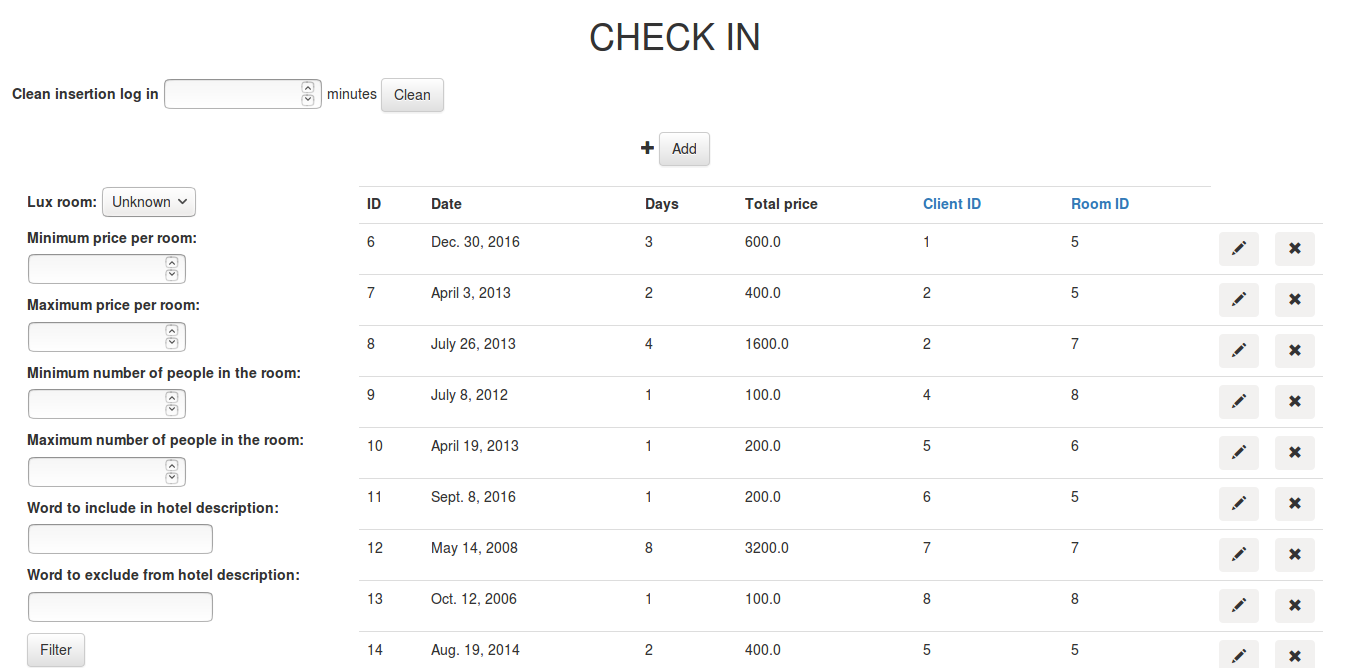 CHECK IN
Clean insertion log in minutes Clean
Add
Lux room: Unknown
Minimum price per room:
Maximum price per room:
Minimum number of people in the room:
Maximum number of people in the room:
Word to include in hotel description:
Word to exclude from hotel description:
Filter
ID Date Days Total price Client ID Room ID
6 Dec. 30, 2016 3 600.0 1 5
7 April 3, 2013 2 400.0 2 5
8 July 26, 2013 4 1600.0 2 7
9 July 8, 2012 1 100.0 4 8
10 April 19, 2013 1 200.0 5 6
11 Sept. 8, 2016 1 200.0 6 5
12 May 14, 2008 8 3200.0 7 7
13 Oct. 12, 2006 1 100.0 8 8
14 Aug. 19, 2014 2 400.0 5 5